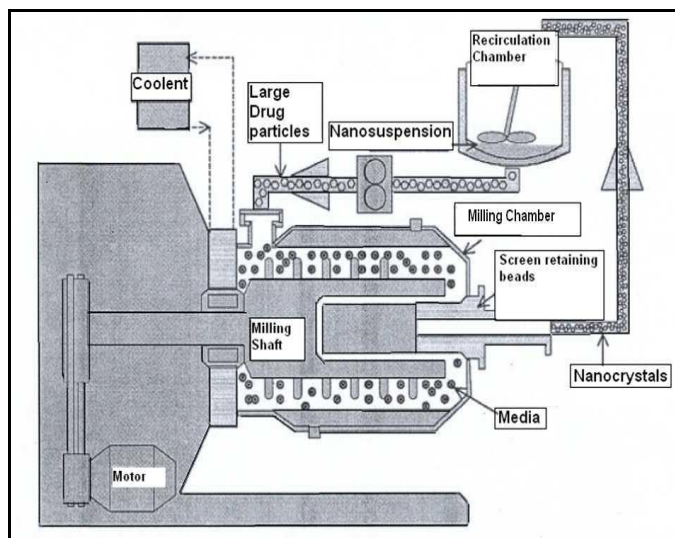 Recirculation
Chamber
Coolent
Large
Drug
particles
Nanosuspension
Milling Chamber
Screen retaining
beads
Milling
Shaft
Nanocrystals
Media
Motor